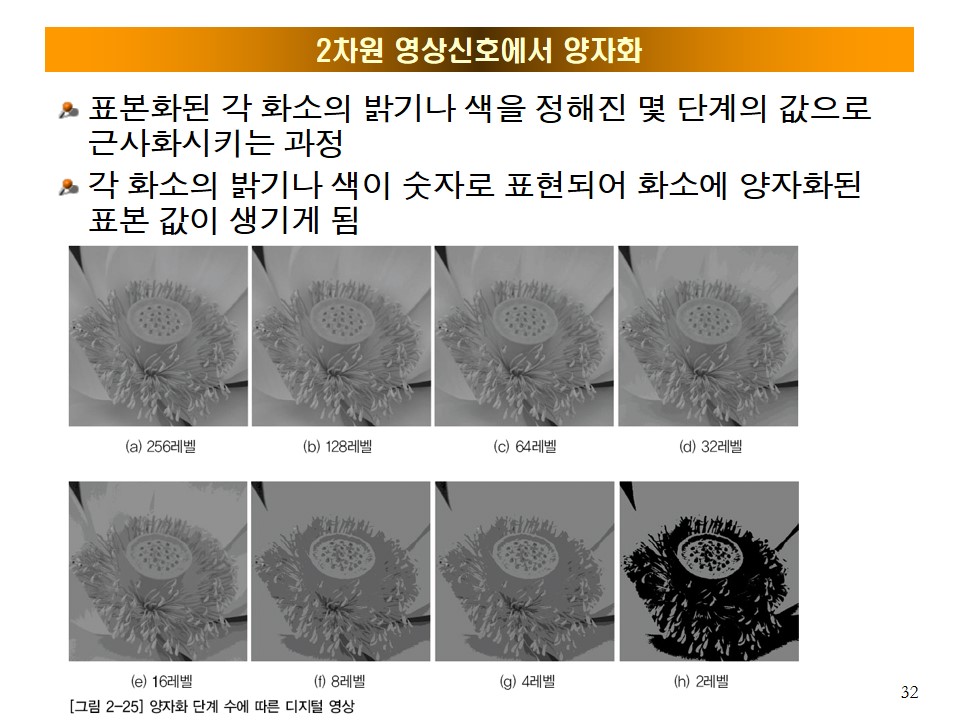 2차원 영상신호에서 양자화
표본화된 각 화소의 밝기나 색을 정해진 몇 단계의 값으로
근사화시키는 과정
각 화소의 밝기나 색이 숫자로 표현되어 화소에 양자화된
표본 값이 생기게 됨
(a) 256레벨
(b) 128레벨
(c) 64레벨
(d) 32레벨
(e) 16레벨
(f) 8레벨
(g) 4레벨
(h) 2레벨
[그림 2-25] 양자화 단계 수에 따른 디지털 영상
32